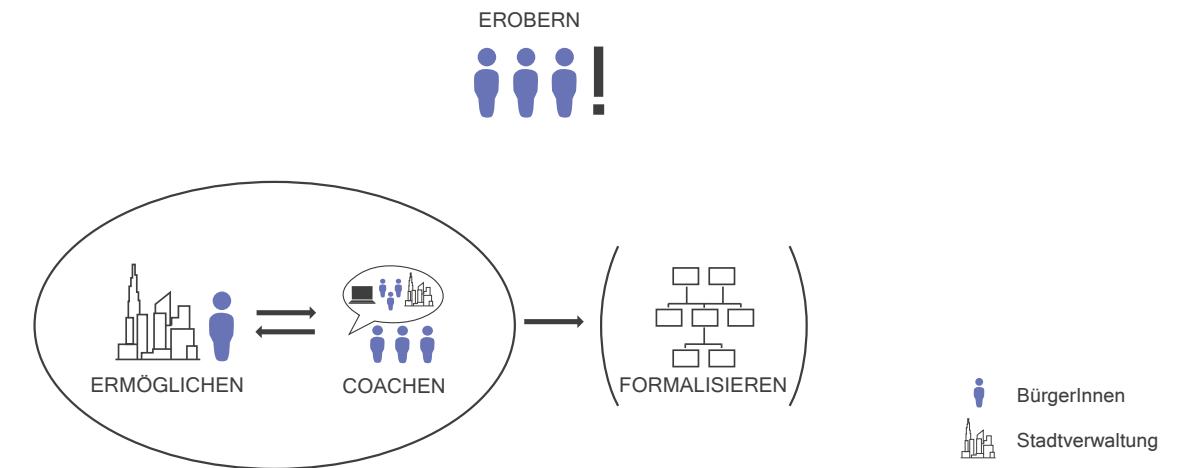 EROBERN
ERMÖGLICHEN
COACHEN
FORMALISIEREN
BürgerInnen
Stadtverwaltung